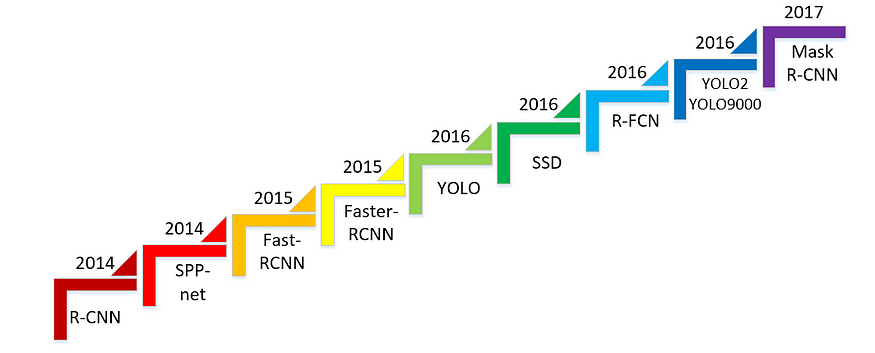 2014
R-CNN
2014
SPP-
net
2015
Fast-
RCNN
2015
Faster-
RCNN
2016
YOLO
2016
SSD
2016
R-FCN
2016
YOLO2
YOLO9000
2017
Mask
R-CNN